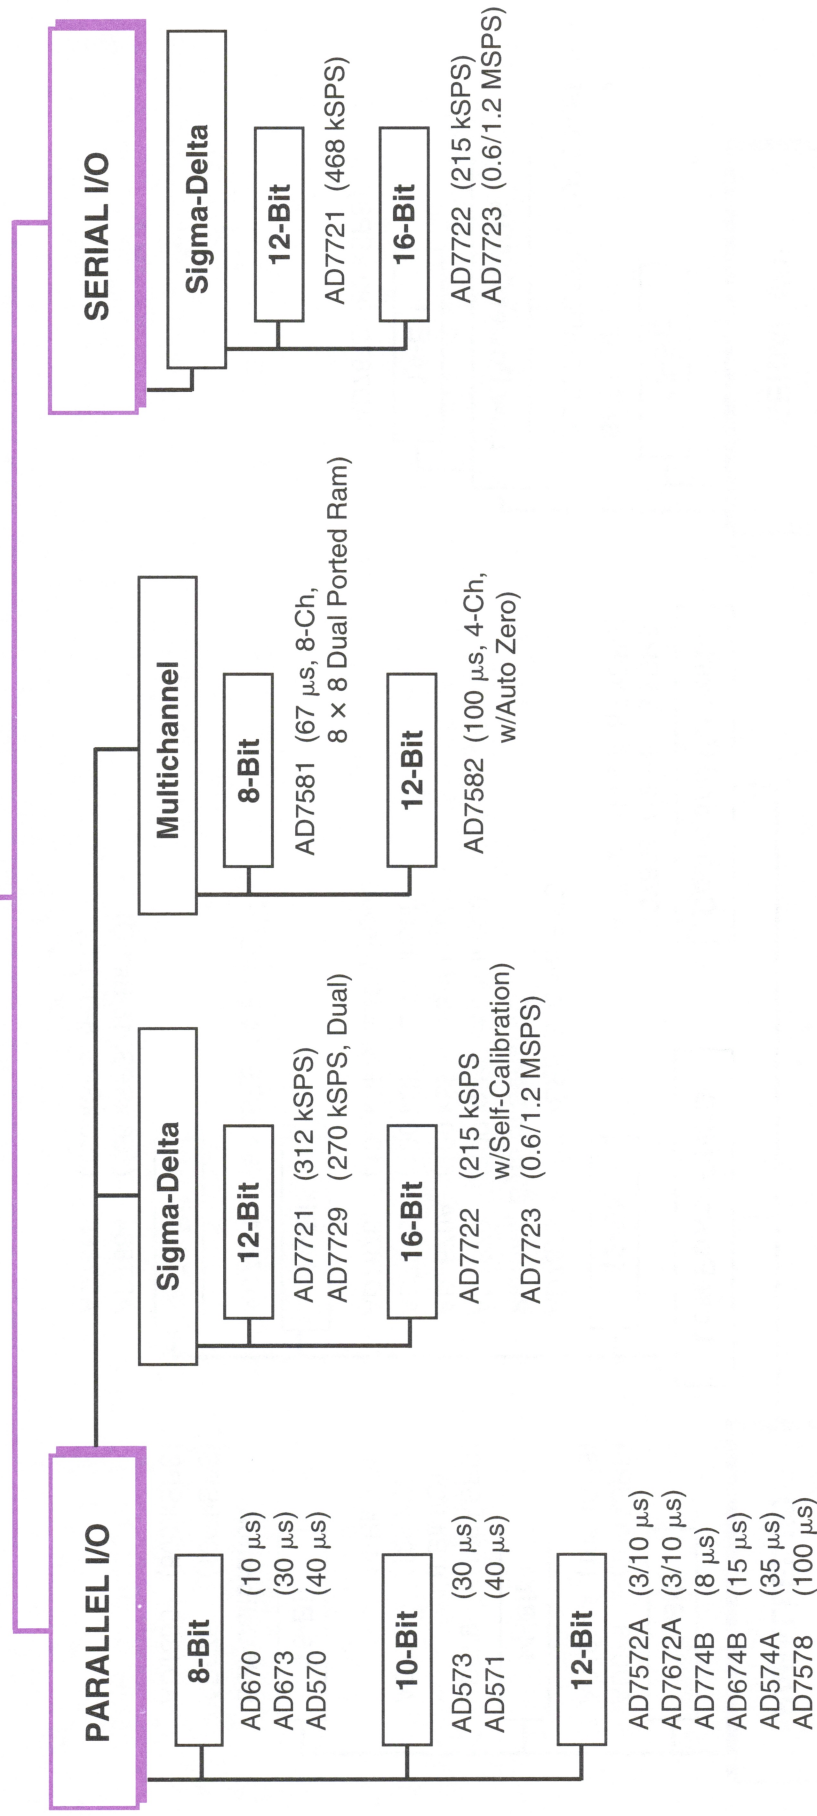 PARALLEL I/O
8-Bit
AD670 (10 μs)
AD673 (30 μs)
AD570 (40 μs)
10-Bit
AD573 (30 μs)
AD571 (40 μs)
12-Bit
AD7572A (3/10 μs)
AD7672A (3/10 μs)
AD774B (8 μs)
AD674B (15 μs)
AD574A (35 μs)
AD7578 (100 μs)
Sigma-Delta
12-Bit
AD7721 (312 kSPS)
AD7729 (270 kSPS, Dual)
16-Bit
AD7722 (215 kSPS
w/Self-Calibration)
AD7723 (0.6/1.2 MSPS)
Multichannel
8-Bit
AD7581 (67 μs, 8-Ch,
8 × 8 Dual Ported Ram)
12-Bit
AD7582 (100 μs, 4-Ch,
w/Auto Zero)
SERIAL I/O
Sigma-Delta
12-Bit
AD7721 (468 kSPS)
16-Bit
AD7722 (215 kSPS)
AD7723 (0.6/1.2 MSPS)